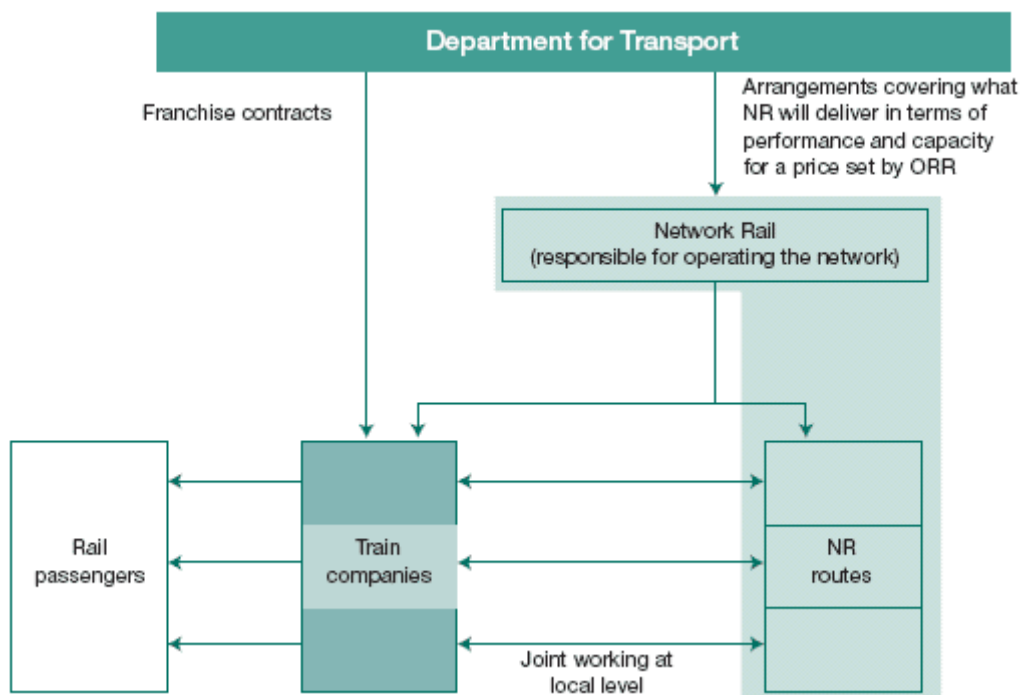 Department for Transport
Franchise contracts
Arrangements covering what
NR will deliver in terms of
performance and capacity
for a price set by ORR
Network Rail
(responsible for operating the network)
Rail
passengers
Train
companies
NR
routes
Joint working at
local level